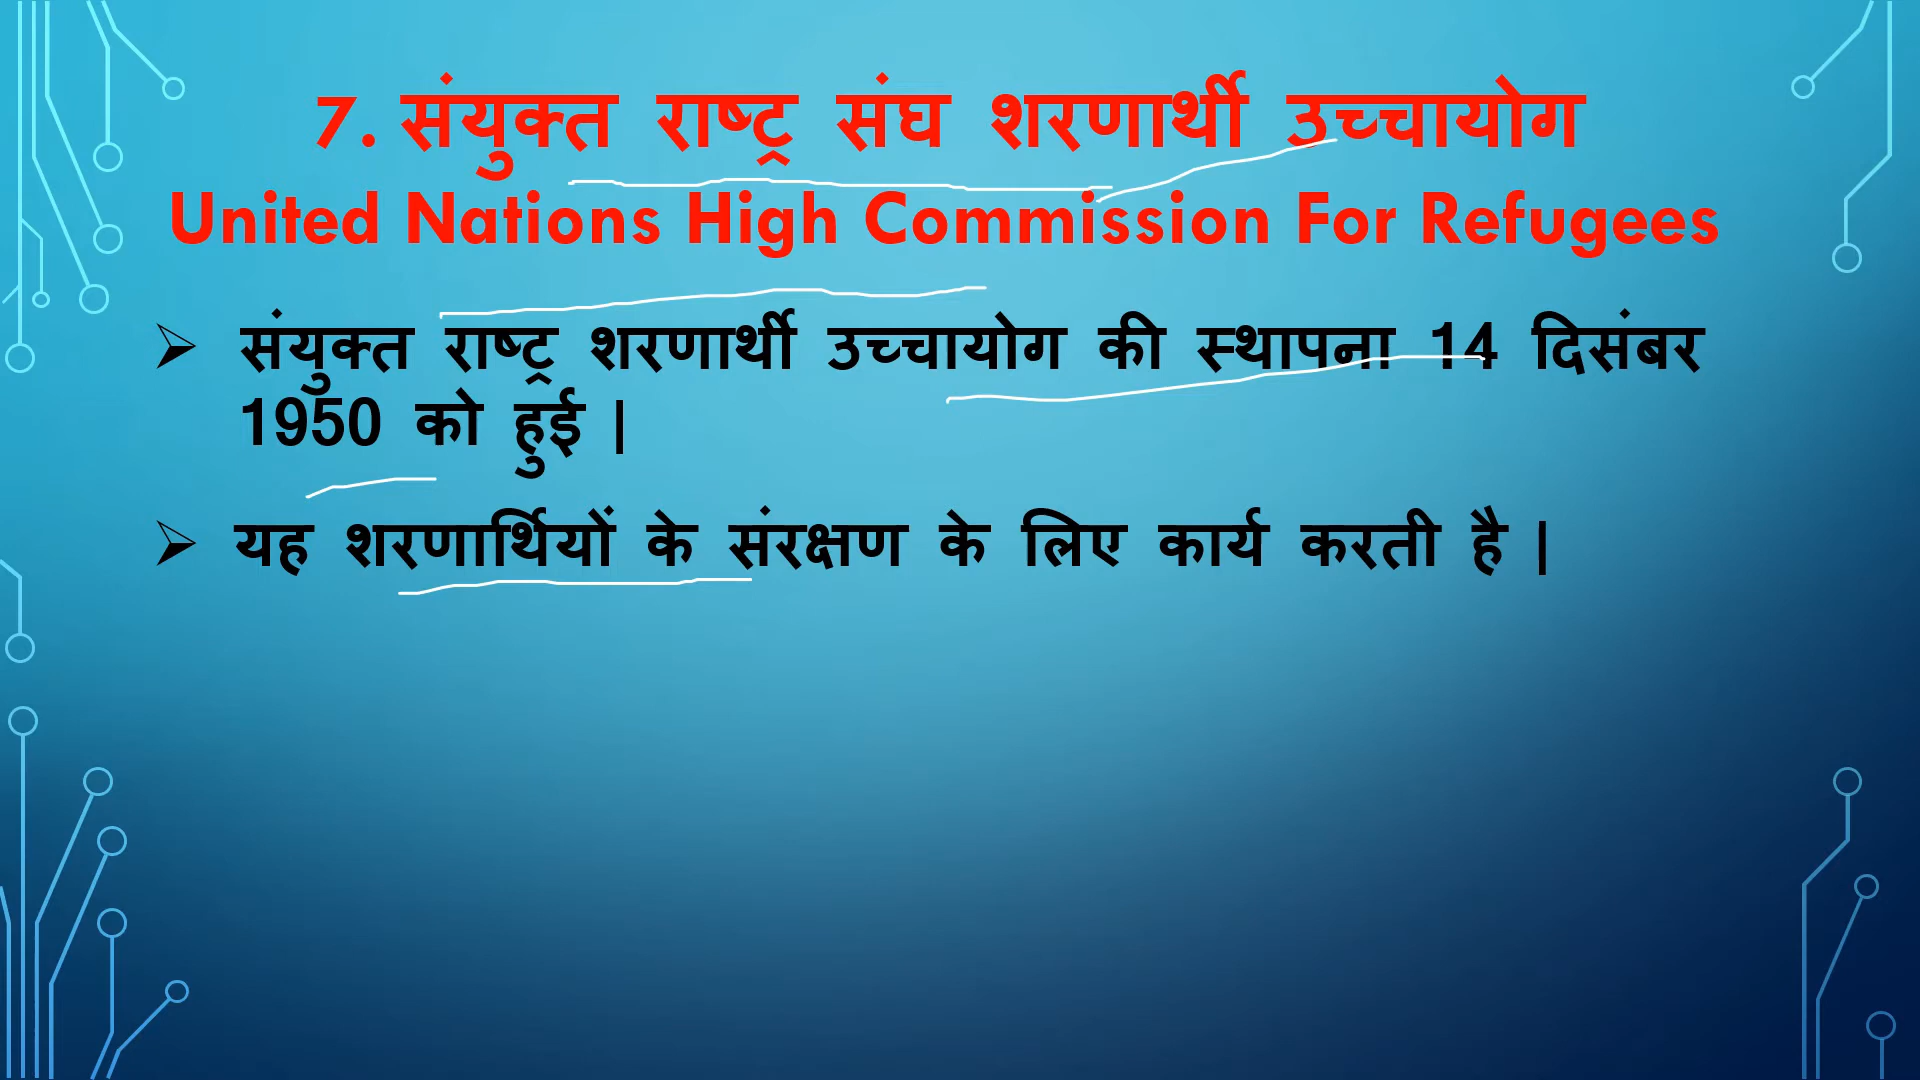 7. संयुक्त राष्ट्र संघ शरणार्थी उच्चायोग
United Nations High Commission For Refugees
➢ संयुक्त राष्ट्र शरणार्थी उच्चायोग की स्थापना 14 दिसंबर
1950 को हुई |
➢ यह शरणार्थियों के संरक्षण के लिए कार्य करती है |